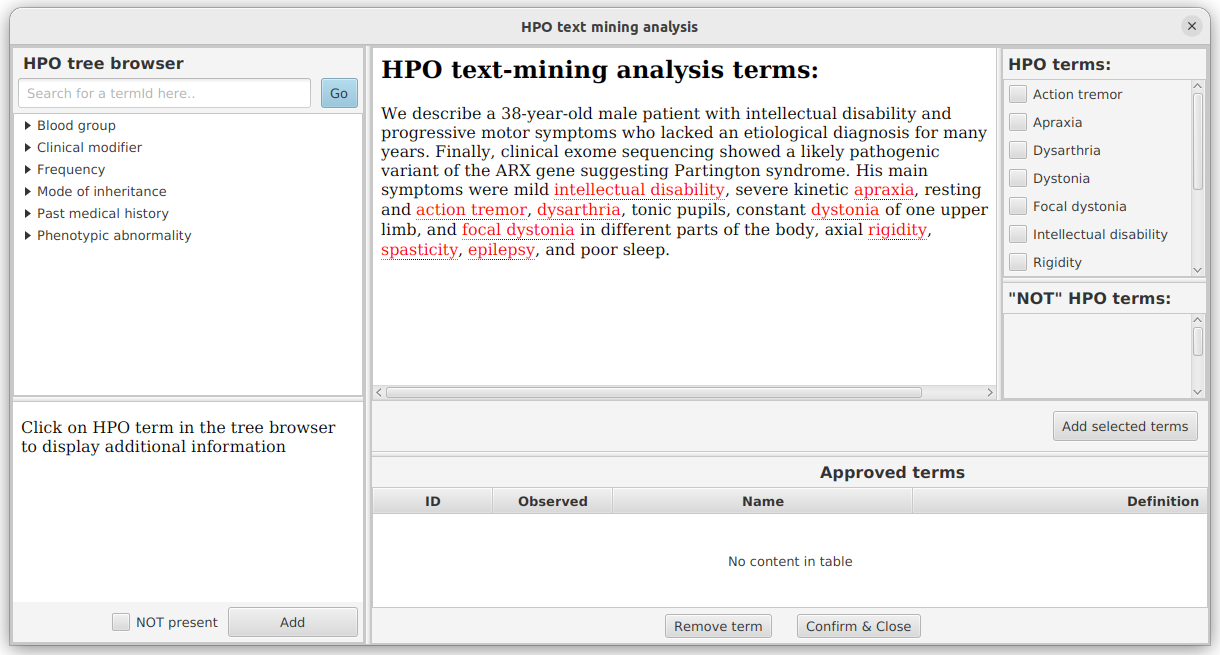 HPO text mining analysis
HPO tree browser
Search for a termId here..
Go
Blood group
Clinical modifier
Frequency
Mode of inheritance
Past medical history
Phenotypic abnormality
Click on HPO term in the tree browser
to display additional information
NOT present
Add
HPO text-mining analysis terms:
We describe a 38-year-old male patient with intellectual disability and
progressive motor symptoms who lacked an etiological diagnosis for many
years. Finally, clinical exome sequencing showed a likely pathogenic
variant of the ARX gene suggesting Partington syndrome. His main
symptoms were mild intellectual disability, severe kinetic apraxia, resting
and action tremor, dysarthria, tonic pupils, constant dystonia of one upper
limb, and focal dystonia in different parts of the body, axial rigidity,
spasticity, epilepsy, and poor sleep.
HPO terms:
Action tremor
Apraxia
Dysarthria
Dystonia
Focal dystonia
Intellectual disability
Rigidity
"NOT" HPO terms:
Add selected terms
Approved terms
ID Observed Name Definition
No content in table
Remove term
Confirm & Close